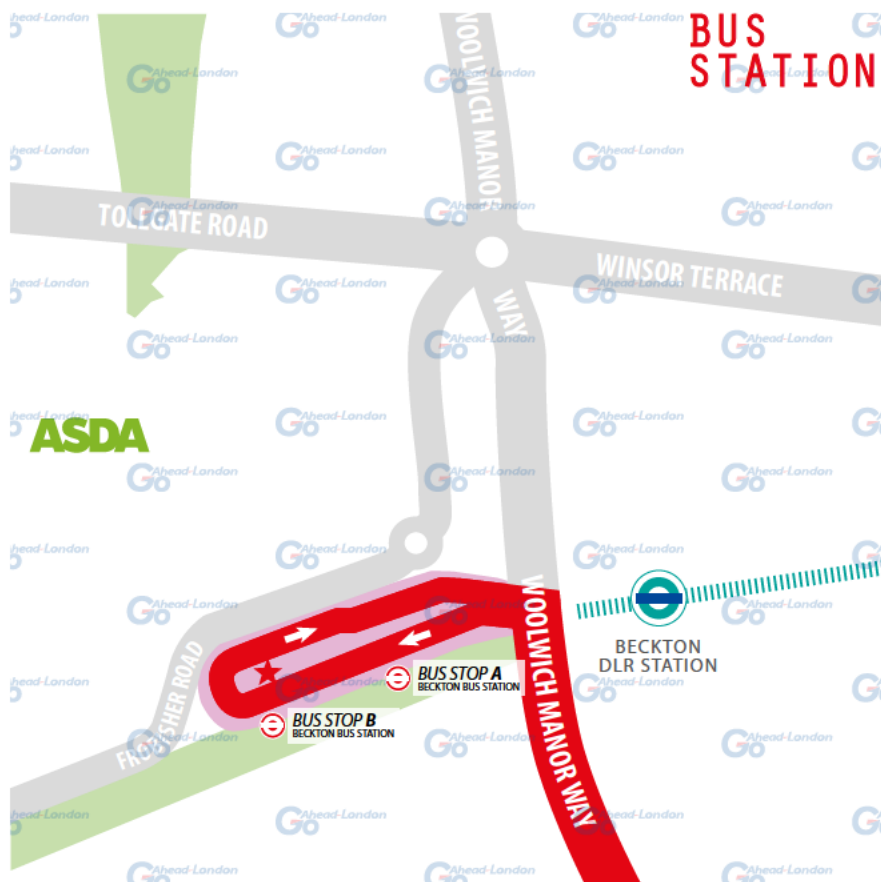 BUS
STATION
WOOLWICH MANOR
TOLLGATE ROAD
WINSOR TERRACE
WAY
ASDA
WOOLWICH MANOR WAY
BECKTON
DLR STATION
BUS STOP A
BECKTON BUS STATION
BUS STOP B
BECKTON BUS STATION
FROBISHER ROAD
Go Ahead-London